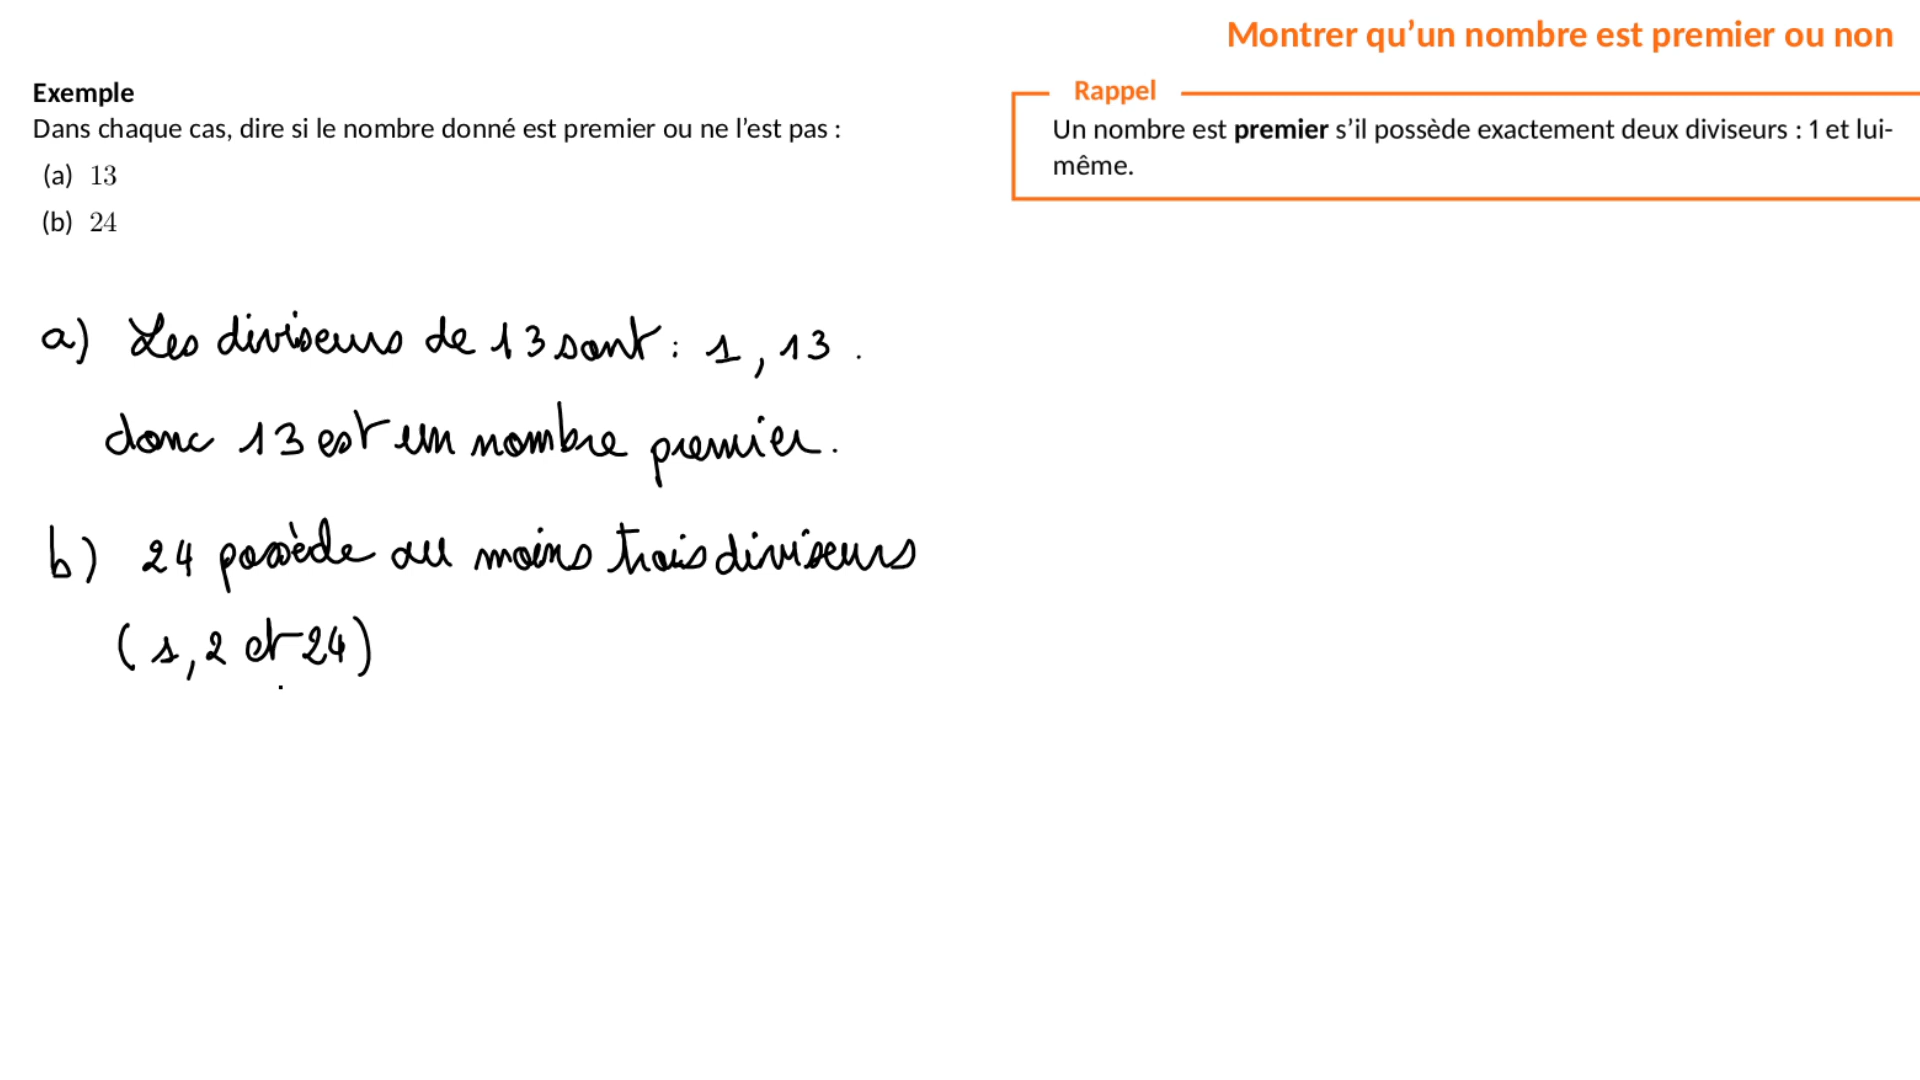 Montrer qu’un nombre est premier ou non
Exemple
Dans chaque cas, dire si le nombre donné est premier ou ne l’est pas :
(a) 13
(b) 24
Rappel
Un nombre est premier s’il possède exactement deux diviseurs : 1 et lui-
même.
a) Les diviseurs de 13 sont : 1, 13 .
donc 13 est un nombre premier.
b) 24 possède au moins trois diviseurs
(1, 2 et 24)